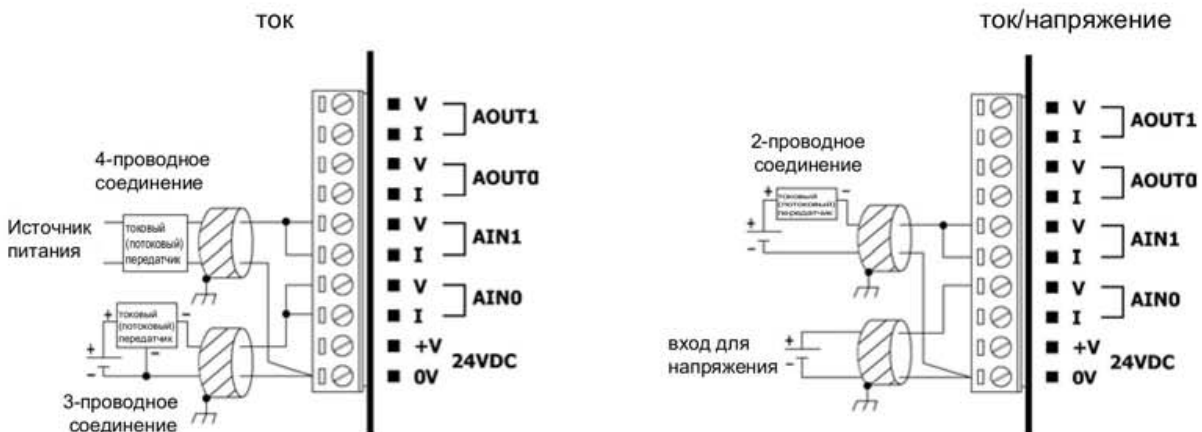 ток
V
I
AOUT1
V
I
AOUT0
V
I
AIN1
V
I
AIN0
+V
0V
24VDC
4-проводное
соединение
Источник
питания
токовый
(потоковый)
передатчик
+
токовый
(потоковый)
передатчик
-
+
-
-
3-проводное
соединение
ток/напряжение
V
I
AOUT1
V
I
AOUT0
V
I
AIN1
V
I
AIN0
+V
0V
24VDC
2-проводное
соединение
+
токовый
(потоковый)
передатчик
-
+
-
вход для
напряжения
+
-